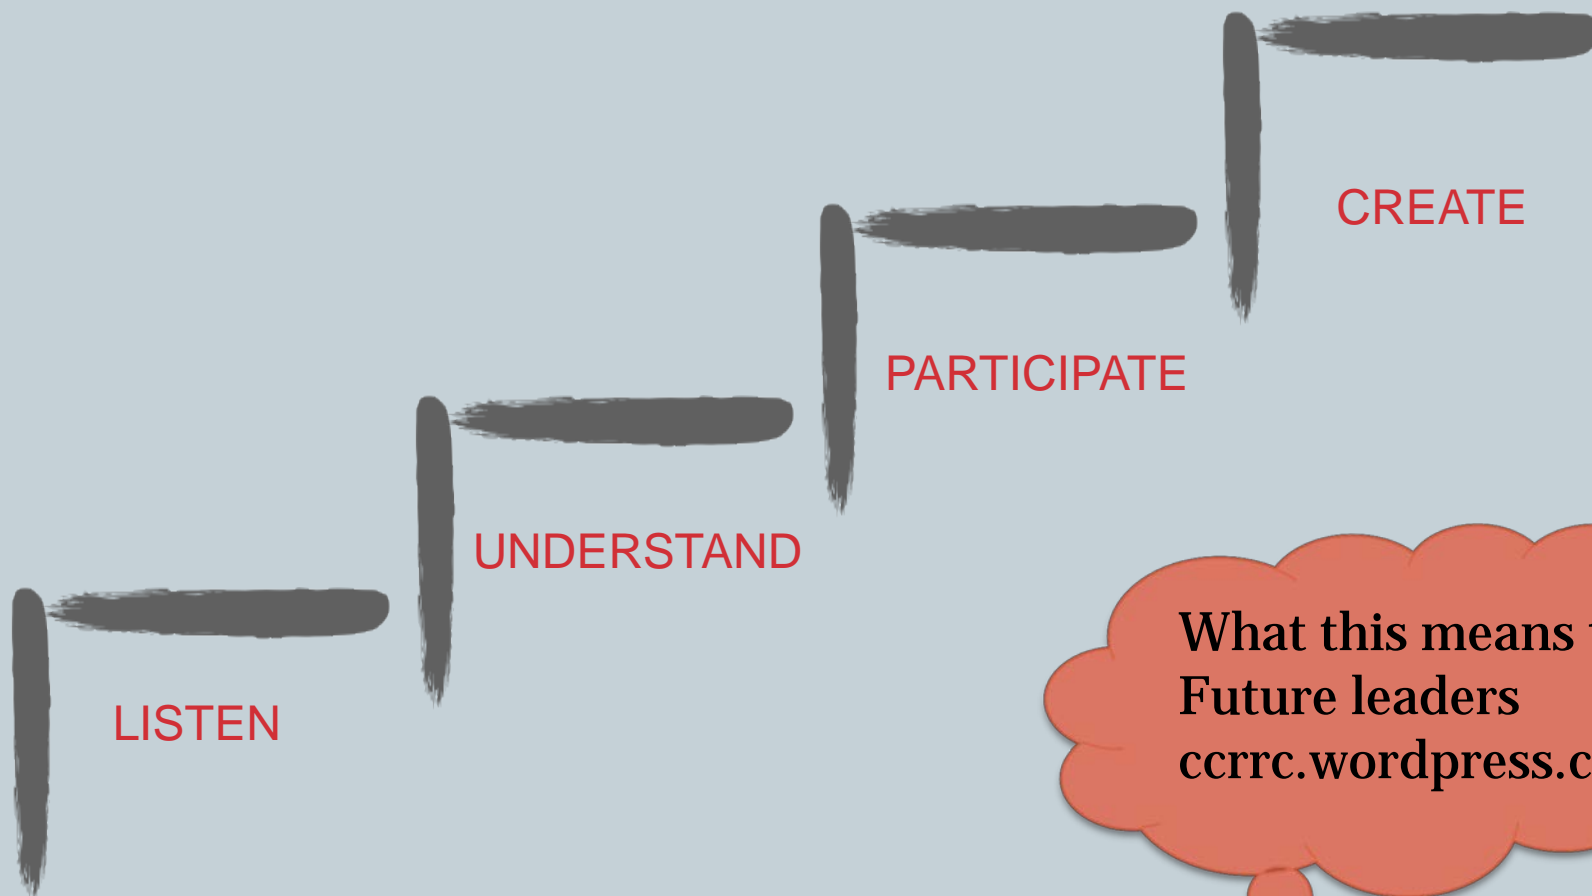 CREATE
PARTICIPATE
UNDERSTAND
LISTEN
What this means
Future leaders
ccrrc.wordpress.c